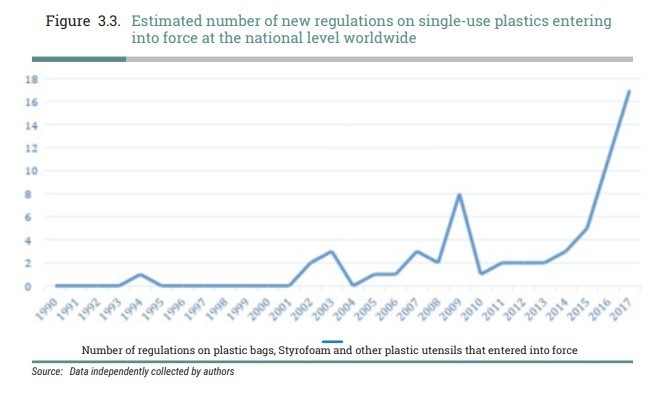 Figure 3.3. Estimated number of new regulations on single-use plastics entering
into force at the national level worldwide
18
16
14
12
10
8
6
4
2
0
1990 1991 1992 1993 1994 1995 1996 1997 1998 1999 2000 2001 2002 2003 2004 2005 2006 2007 2008 2009 2010 2011 2012 2013 2014 2015 2016 2017
Number of regulations on plastic bags, Styrofoam and other plastic utensils that entered into force
Source: Data independently collected by authors